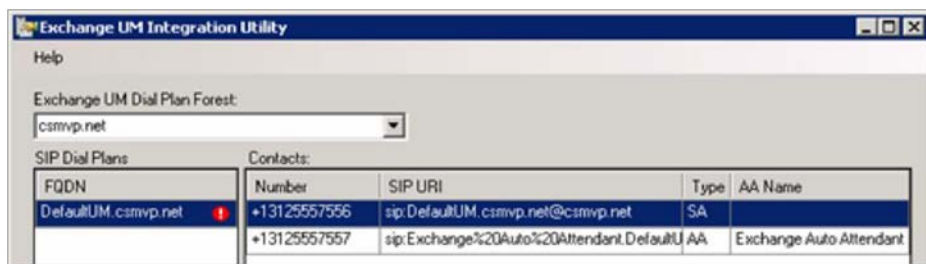 Exchange UM Integration Utility
Help
Exchange UM Dial Plan Forest:
csmvp.net
SIP Dial Plans
Contacts:
FQDN
Number SIP URI Type AA Name
DefaultUM.csmvp.net
+13125557556 sip:DefaultUM.csmvp.net@csmvp.net SA
+13125557557 sip:Exchange%20Auto%20Attendant.DefaultU AA Exchange Auto Attendant